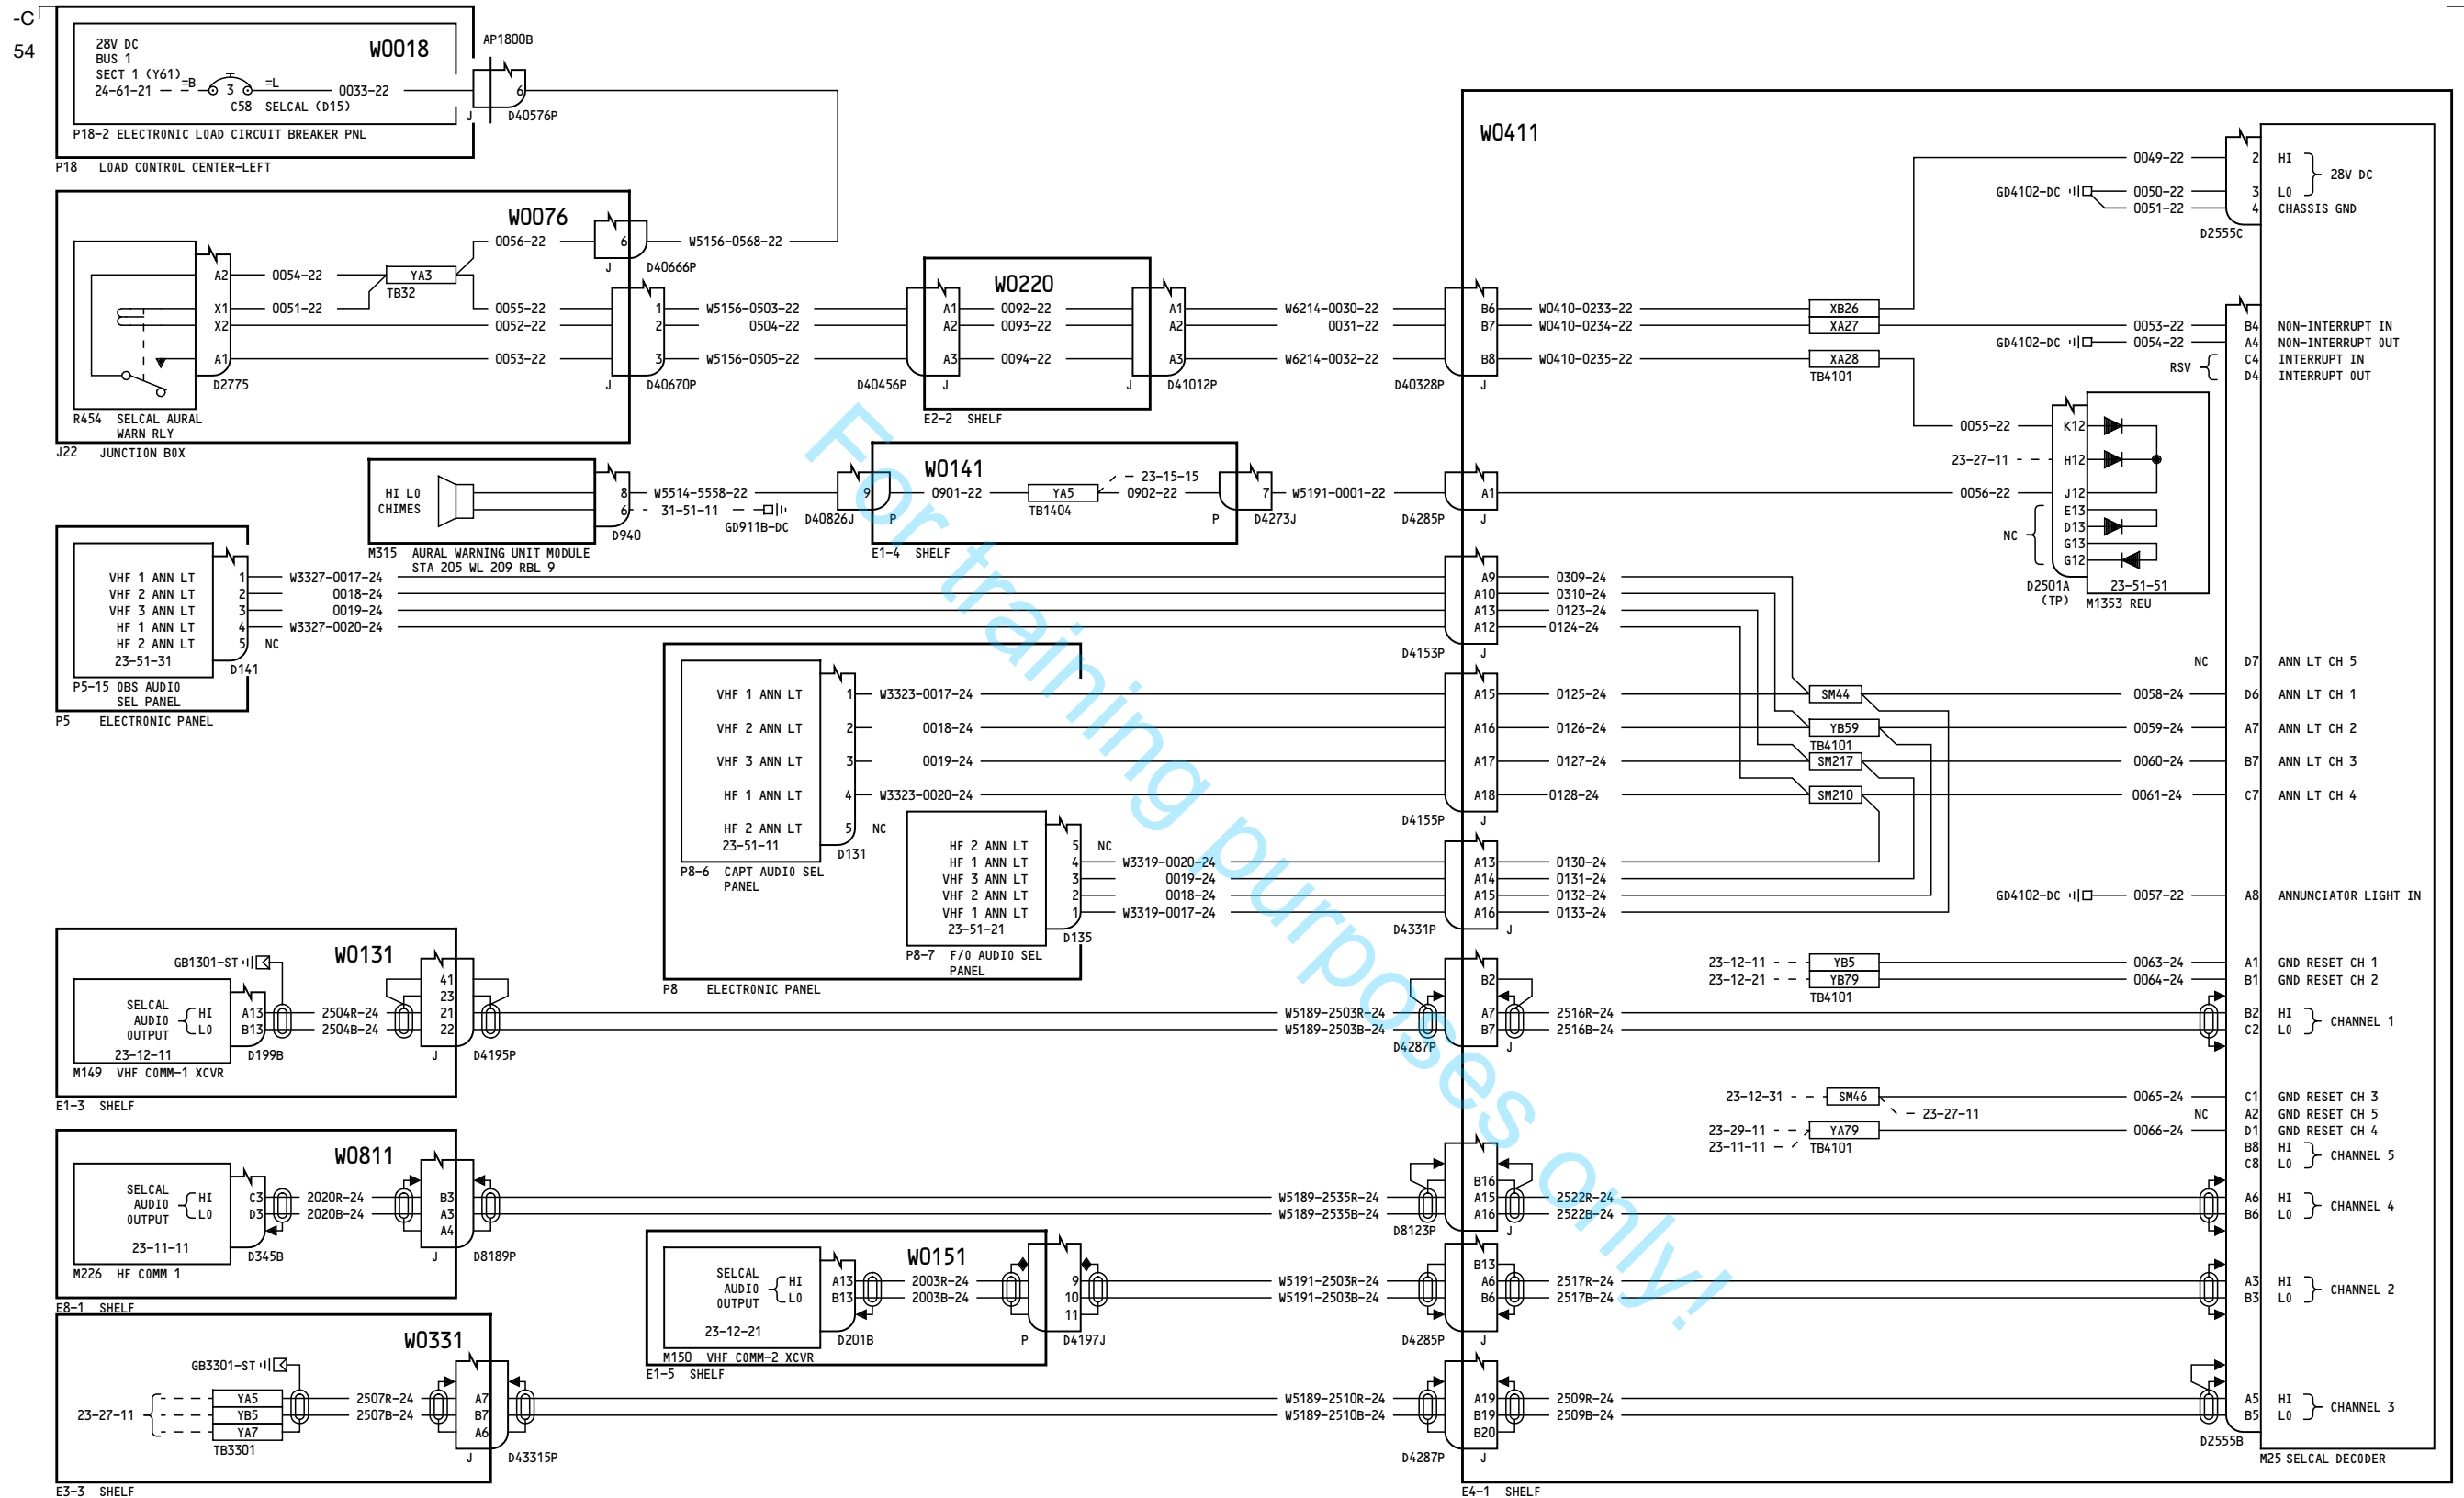 -C
54
28V DC
BUS 1
SECT 1 (Y61)
24-61-21
=B
3
=L
0033-22
C58 SELCAL (D15)
W0018
P18-2 ELECTRONIC LOAD CIRCUIT BREAKER PNL
P18 LOAD CONTROL CENTER-LEFT
AP1800B
6
J
D40576P
W0076
A2
X1
X2
A1
D2775
R454 SELCAL AURAL
WARN RLY
J22 JUNCTION BOX
0054-22
0051-22
YA3
TB32
0056-22
0055-22
0052-22
0053-22
6
J
D40666P
W5156-0568-22
1
2
3
J
D40670P
W5156-0503-22
0504-22
W5156-0505-22
D40456P
W0220
A1
A2
A3
J
0092-22
0093-22
0094-22
A1
A2
A3
J
D41012P
E2-2 SHELF
W6214-0030-22
0031-22
W6214-0032-22
D40328P
B6
B7
B8
J
W0411
W0410-0233-22
W0410-0234-22
W0410-0235-22
XB26
XA27
XA28
TB4101
0049-22
GD4102-DC
0050-22
0051-22
2
3
4
D2555C
HI
LO
28V DC
CHASSIS GND
0053-22
GD4102-DC
0054-22
RSV
B4 NON-INTERRUPT IN
A4 NON-INTERRUPT OUT
C4 INTERRUPT IN
D4 INTERRUPT OUT
0055-22
23-27-11
0056-22
NC
K12
H12
J12
E13
D13
G13
G12
D2501A
(TP)
23-51-51
M1353 REU
HI LO
CHIMES
8
6
D940
M315 AURAL WARNING UNIT MODULE
STA 205 WL 209 RBL 9
W5514-5558-22
31-51-11
GD911B-DC
D40826J
9
P
W0141
0901-22
YA5
TB1404
23-15-15
0902-22
P
7
D4273J
E1-4 SHELF
W5191-0001-22
D4285P
A1
J
VHF 1 ANN LT
VHF 2 ANN LT
VHF 3 ANN LT
HF 1 ANN LT
HF 2 ANN LT
23-51-31
1
2
3
4
5 NC
D141
P5-15 OBS AUDIO
SEL PANEL
P5 ELECTRONIC PANEL
W3327-0017-24
0018-24
0019-24
W3327-0020-24
D4153P
A9
A10
A13
A12
J
0309-24
0310-24
0123-24
0124-24
VHF 1 ANN LT
VHF 2 ANN LT
VHF 3 ANN LT
HF 1 ANN LT
HF 2 ANN LT
23-51-11
1
2
3
4
5 NC
D131
P8-6 CAPT AUDIO SEL
PANEL
W3323-0017-24
0018-24
0019-24
W3323-0020-24
D4155P
A15
A16
A17
A18
J
0125-24
0126-24
0127-24
0128-24
SM44
YB59
TB4101
SM217
SM210
0058-24
0059-24
0060-24
0061-24
NC D7 ANN LT CH 5
D6 ANN LT CH 1
A7 ANN LT CH 2
B7 ANN LT CH 3
C7 ANN LT CH 4
HF 2 ANN LT
HF 1 ANN LT
VHF 3 ANN LT
VHF 2 ANN LT
VHF 1 ANN LT
23-51-21
5 NC
4
3
2
1
D135
P8-7 F/O AUDIO SEL
PANEL
P8 ELECTRONIC PANEL
W3319-0020-24
0019-24
0018-24
W3319-0017-24
D4331P
A13
A14
A15
A16
J
0130-24
0131-24
0132-24
0133-24
GD4102-DC
0057-22
A8 ANNUNCIATOR LIGHT IN
W0131
GB1301-ST
SELCAL
AUDIO
OUTPUT
HI
LO
23-12-11
A13
B13
D199B
M149 VHF COMM-1 XCVR
E1-3 SHELF
2504R-24
2504B-24
41
23
21
22
J
D4195P
W5189-2503R-24
W5189-2503B-24
D4287P
B2
A7
B7
J
2516R-24
2516B-24
23-12-11
23-12-21
YB5
YB79
TB4101
0063-24
0064-24
A1 GND RESET CH 1
B1 GND RESET CH 2
B2 HI
C2 LO
CHANNEL 1
23-12-31
SM46
23-27-11
23-29-11
23-11-11
YA79
TB4101
0065-24
NC
0066-24
C1 GND RESET CH 3
A2 GND RESET CH 5
D1 GND RESET CH 4
B8 HI
C8 LO
CHANNEL 5
W0811
SELCAL
AUDIO
OUTPUT
HI
LO
23-11-11
C3
D3
D345B
M226 HF COMM 1
E8-1 SHELF
2020R-24
2020B-24
B3
A3
A4
J
D8189P
W5189-2535R-24
W5189-2535B-24
D8123P
B16
A15
A16
J
2522R-24
2522B-24
A6 HI
B6 LO
CHANNEL 4
W0151
SELCAL
AUDIO
OUTPUT
HI
LO
23-12-21
A13
B13
D201B
M150 VHF COMM-2 XCVR
E1-5 SHELF
2003R-24
2003B-24
9
10
11
P
D4197J
W5191-2503R-24
W5191-2503B-24
D4285P
B13
A6
B6
J
2517R-24
2517B-24
A3 HI
B3 LO
CHANNEL 2
W0331
GB3301-ST
23-27-11
YA5
YB5
YA7
TB3301
2507R-24
2507B-24
A7
B7
A6
J
D43315P
E3-3 SHELF
W5189-2510R-24
W5189-2510B-24
D4287P
A19
B19
B20
J
2509R-24
2509B-24
A5 HI
B5 LO
CHANNEL 3
D2555B
M25 SELCAL DECODER
E4-1 SHELF
For training purposes only!